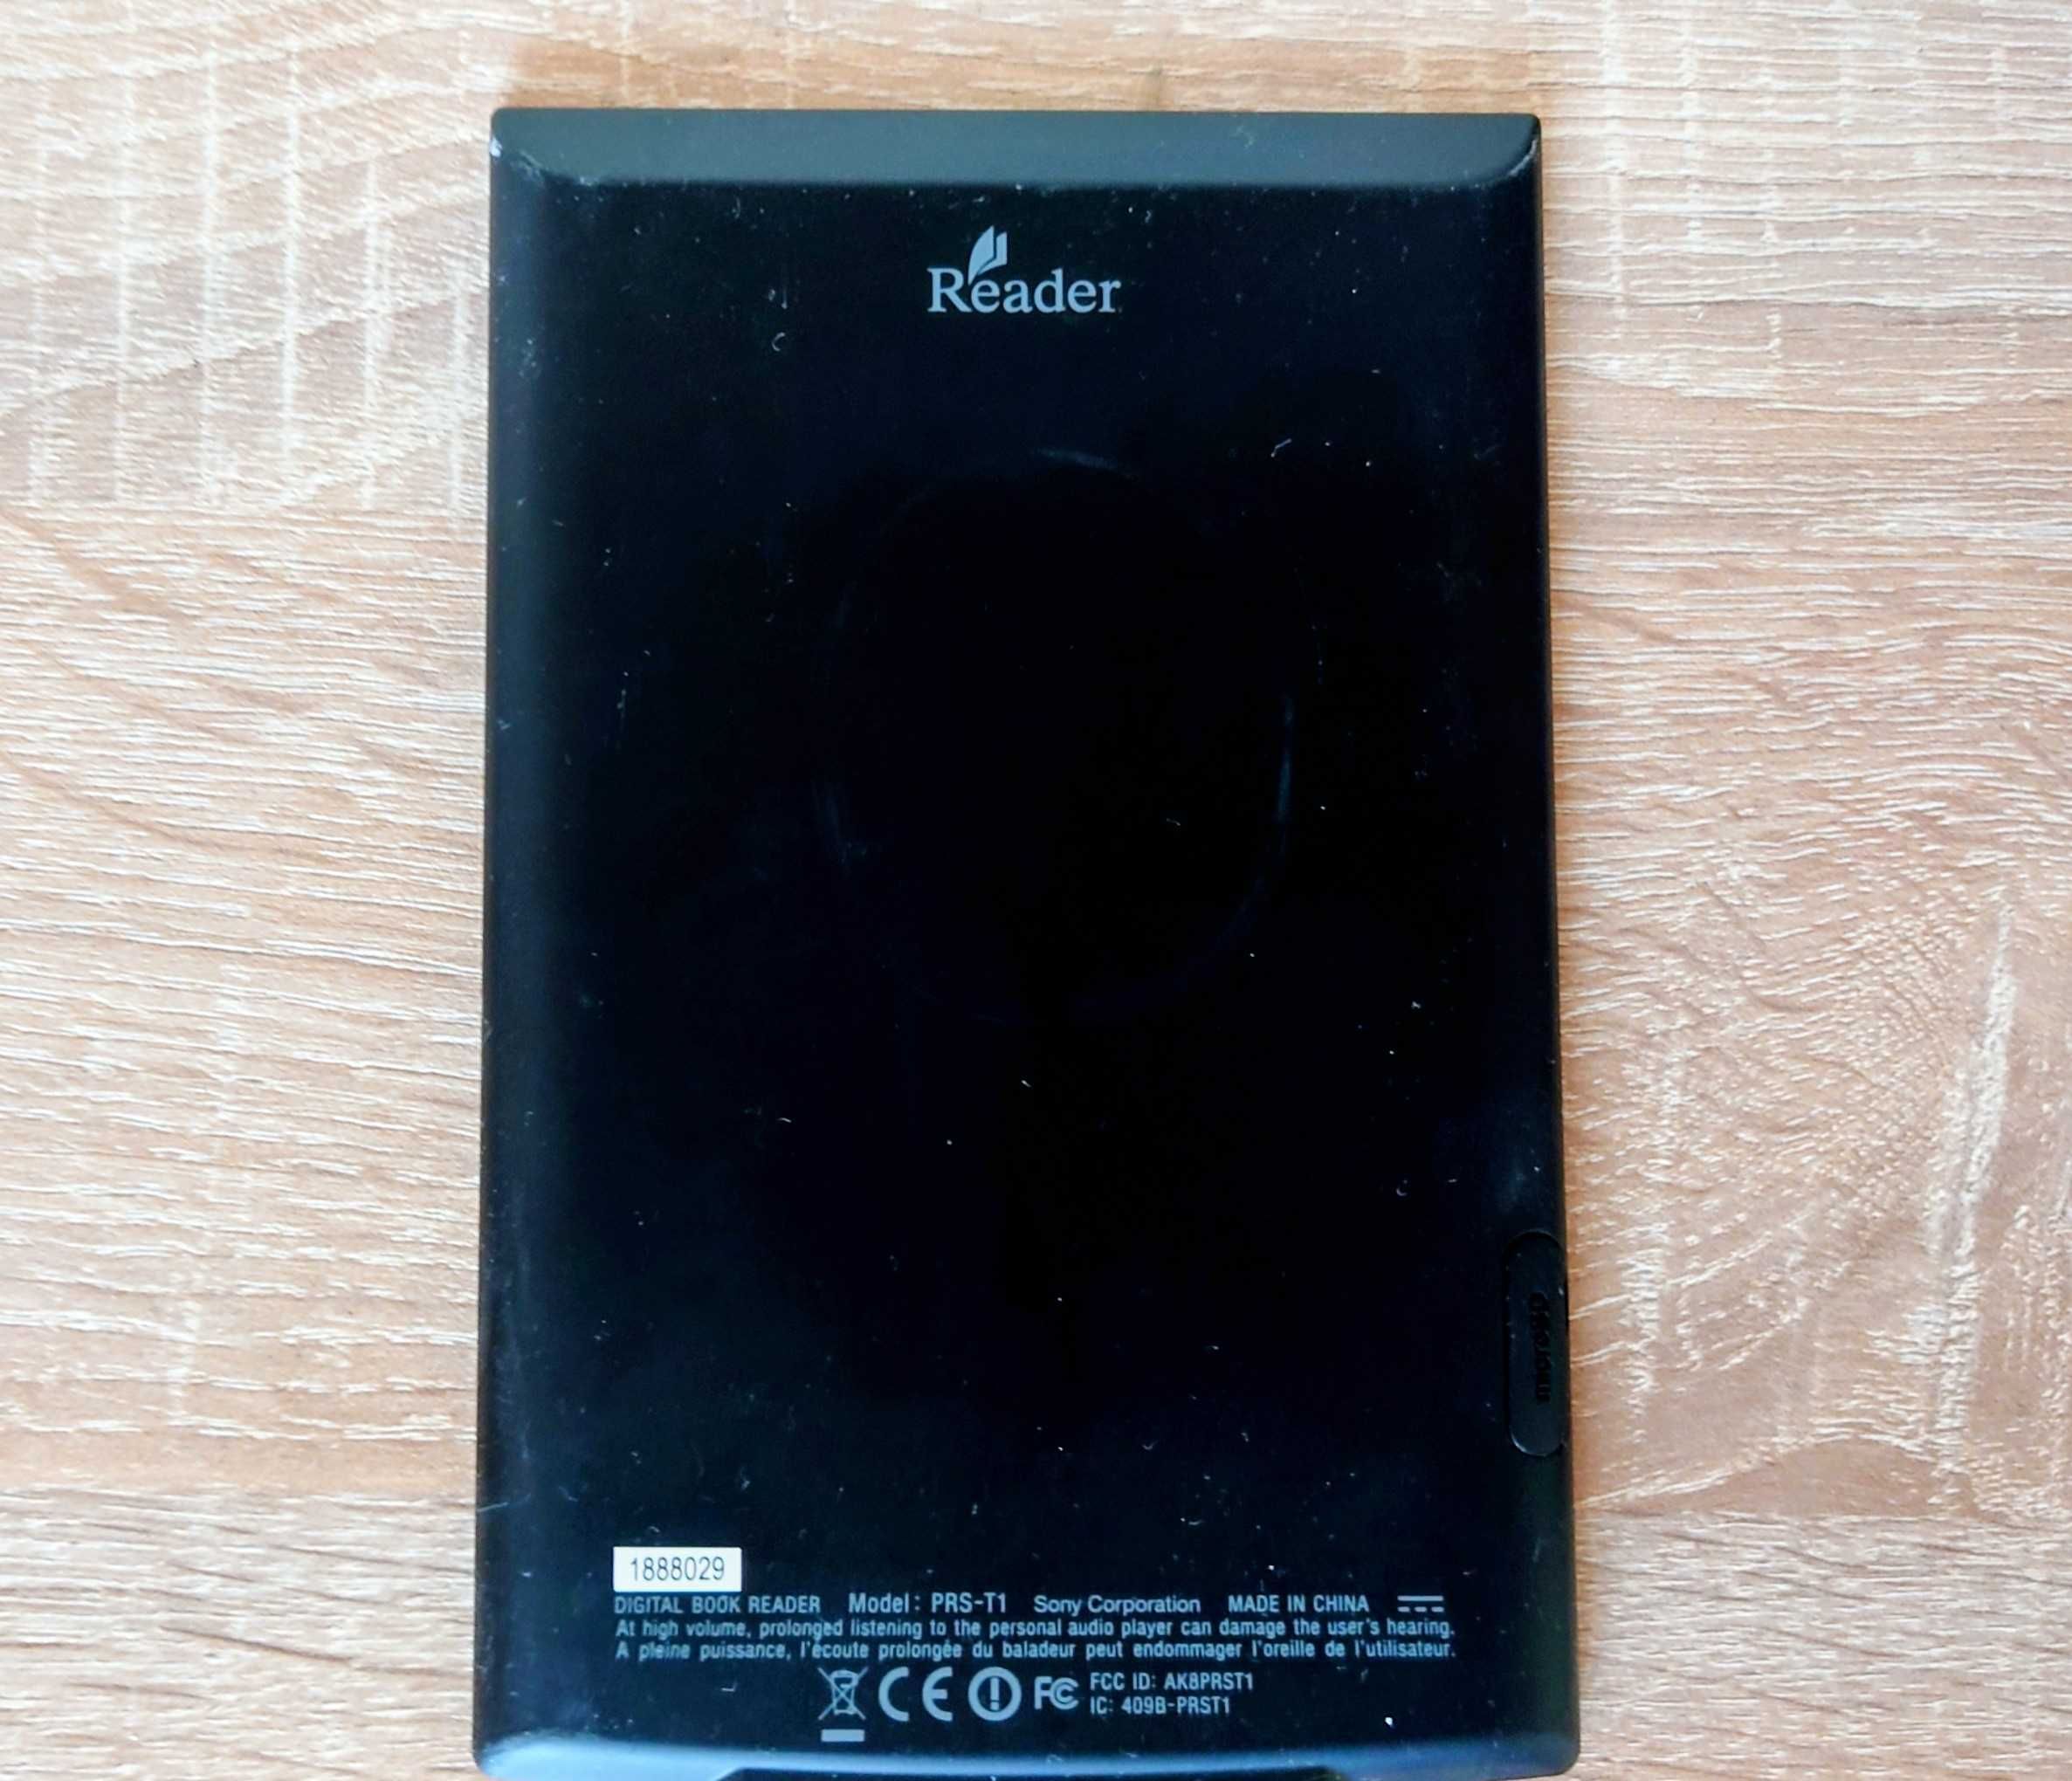 Reader
microSD
1888029
DIGITAL BOOK READER Model: PRS-T1 Sony Corporation MADE IN CHINA
At high volume, prolonged listening to the personal audio player can damage the user's hearing.
A pleine puissance, l'écoute prolongée du baladeur peut endommager l'oreille de l'utilisateur.
CE FC FCC ID: AK8PRST1
IC: 409B-PRST1